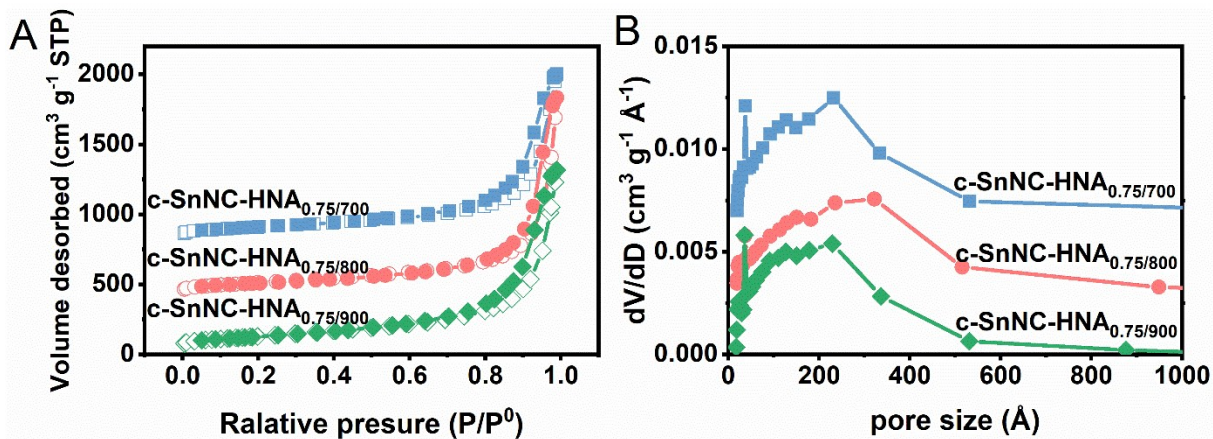 A
Volume desorbed (cm³ g⁻¹ STP)
2000
1500
1000
500
0
c-SnNC-HNA₀.₇₅/₇₀₀
c-SnNC-HNA₀.₇₅/₈₀₀
c-SnNC-HNA₀.₇₅/₉₀₀
0.0 0.2 0.4 0.6 0.8 1.0
Ralative presure (P/P⁰)
B
dV/dD (cm³ g⁻¹ Å⁻¹)
0.015
0.010
0.005
0.000
c-SnNC-HNA₀.₇₅/₇₀₀
c-SnNC-HNA₀.₇₅/₈₀₀
c-SnNC-HNA₀.₇₅/₉₀₀
0 200 400 600 800 1000
pore size (Å)